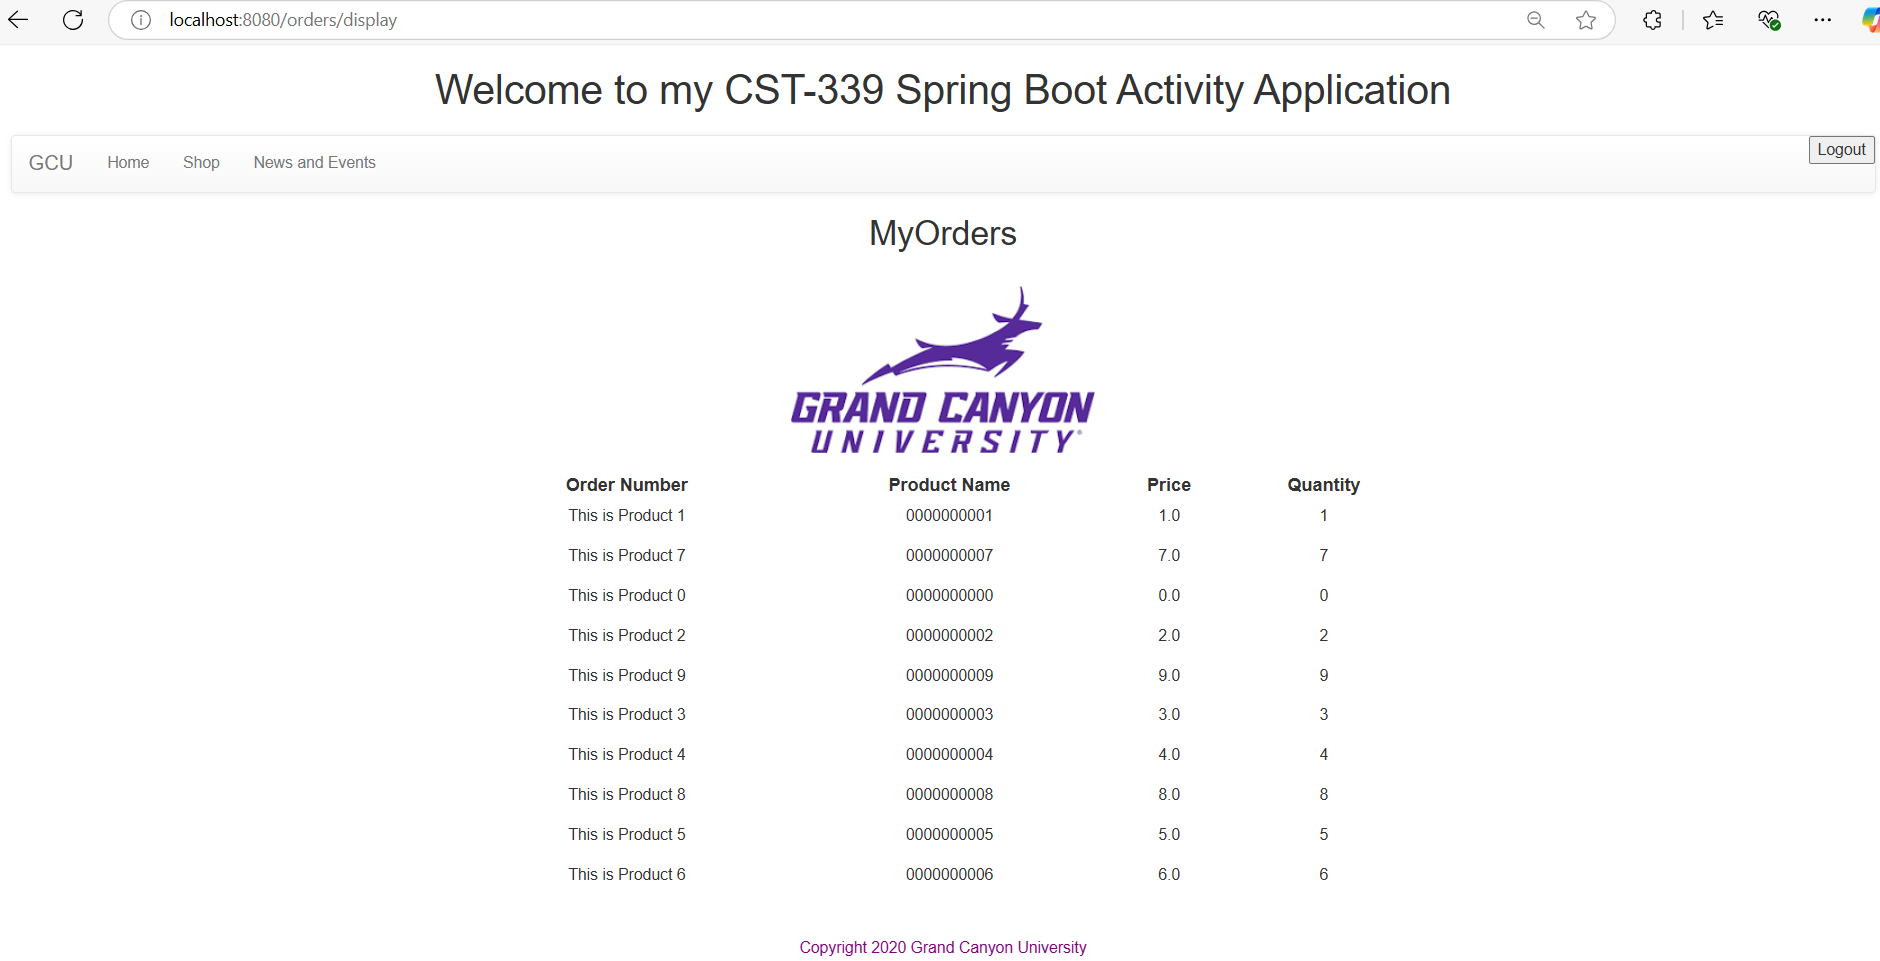 localhost:8080/orders/display
Welcome to my CST-339 Spring Boot Activity Application
GCU Home Shop News and Events Logout
MyOrders
GRAND CANYON
UNIVERSITY®
Order Number Product Name Price Quantity
This is Product 1 0000000001 1.0 1
This is Product 7 0000000007 7.0 7
This is Product 0 0000000000 0.0 0
This is Product 2 0000000002 2.0 2
This is Product 9 0000000009 9.0 9
This is Product 3 0000000003 3.0 3
This is Product 4 0000000004 4.0 4
This is Product 8 0000000008 8.0 8
This is Product 5 0000000005 5.0 5
This is Product 6 0000000006 6.0 6
Copyright 2020 Grand Canyon University